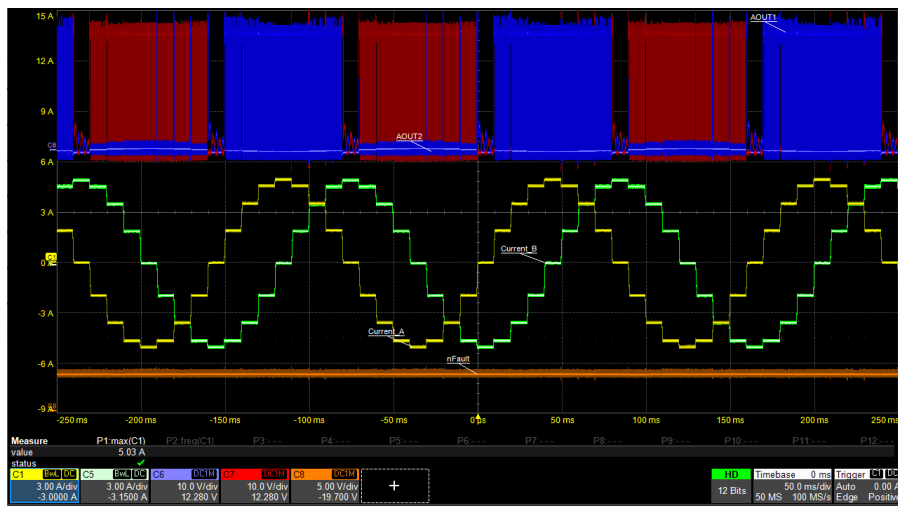 15 A
AOUT1
12 A
9 A
C6
AOUT2
6 A
3 A
C1
0 A
Current_B
-3 A
Current_A
-6 A
nFault
-9 A
-250 ms
-200 ms
-150 ms
-100 ms
-50 ms
0 µs
50 ms
100 ms
150 ms
200 ms
250 ms
Measure P1:max(C1) P2:freq(C1) P3:- - - P4:- - - P5:- - - P6:- - - P7:- - - P8:- - - P9:- - - P10:- - - P11:- - - P12:- - -
value 5.03 A
status
C1 BwL DC
3.00 A/div
-3.0000 A
C5 BwL DC
3.00 A/div
-3.1500 A
C6 DC1M
10.0 V/div
12.280 V
C7 DC1M
10.0 V/div
12.280 V
C8 DC1M
5.00 V/div
-19.700 V
+
HD
12 Bits
Timebase 0 ms
50.0 ms/div
50 MS 100 MS/s
Trigger C1 DC
Auto 0.00 A
Edge Positive